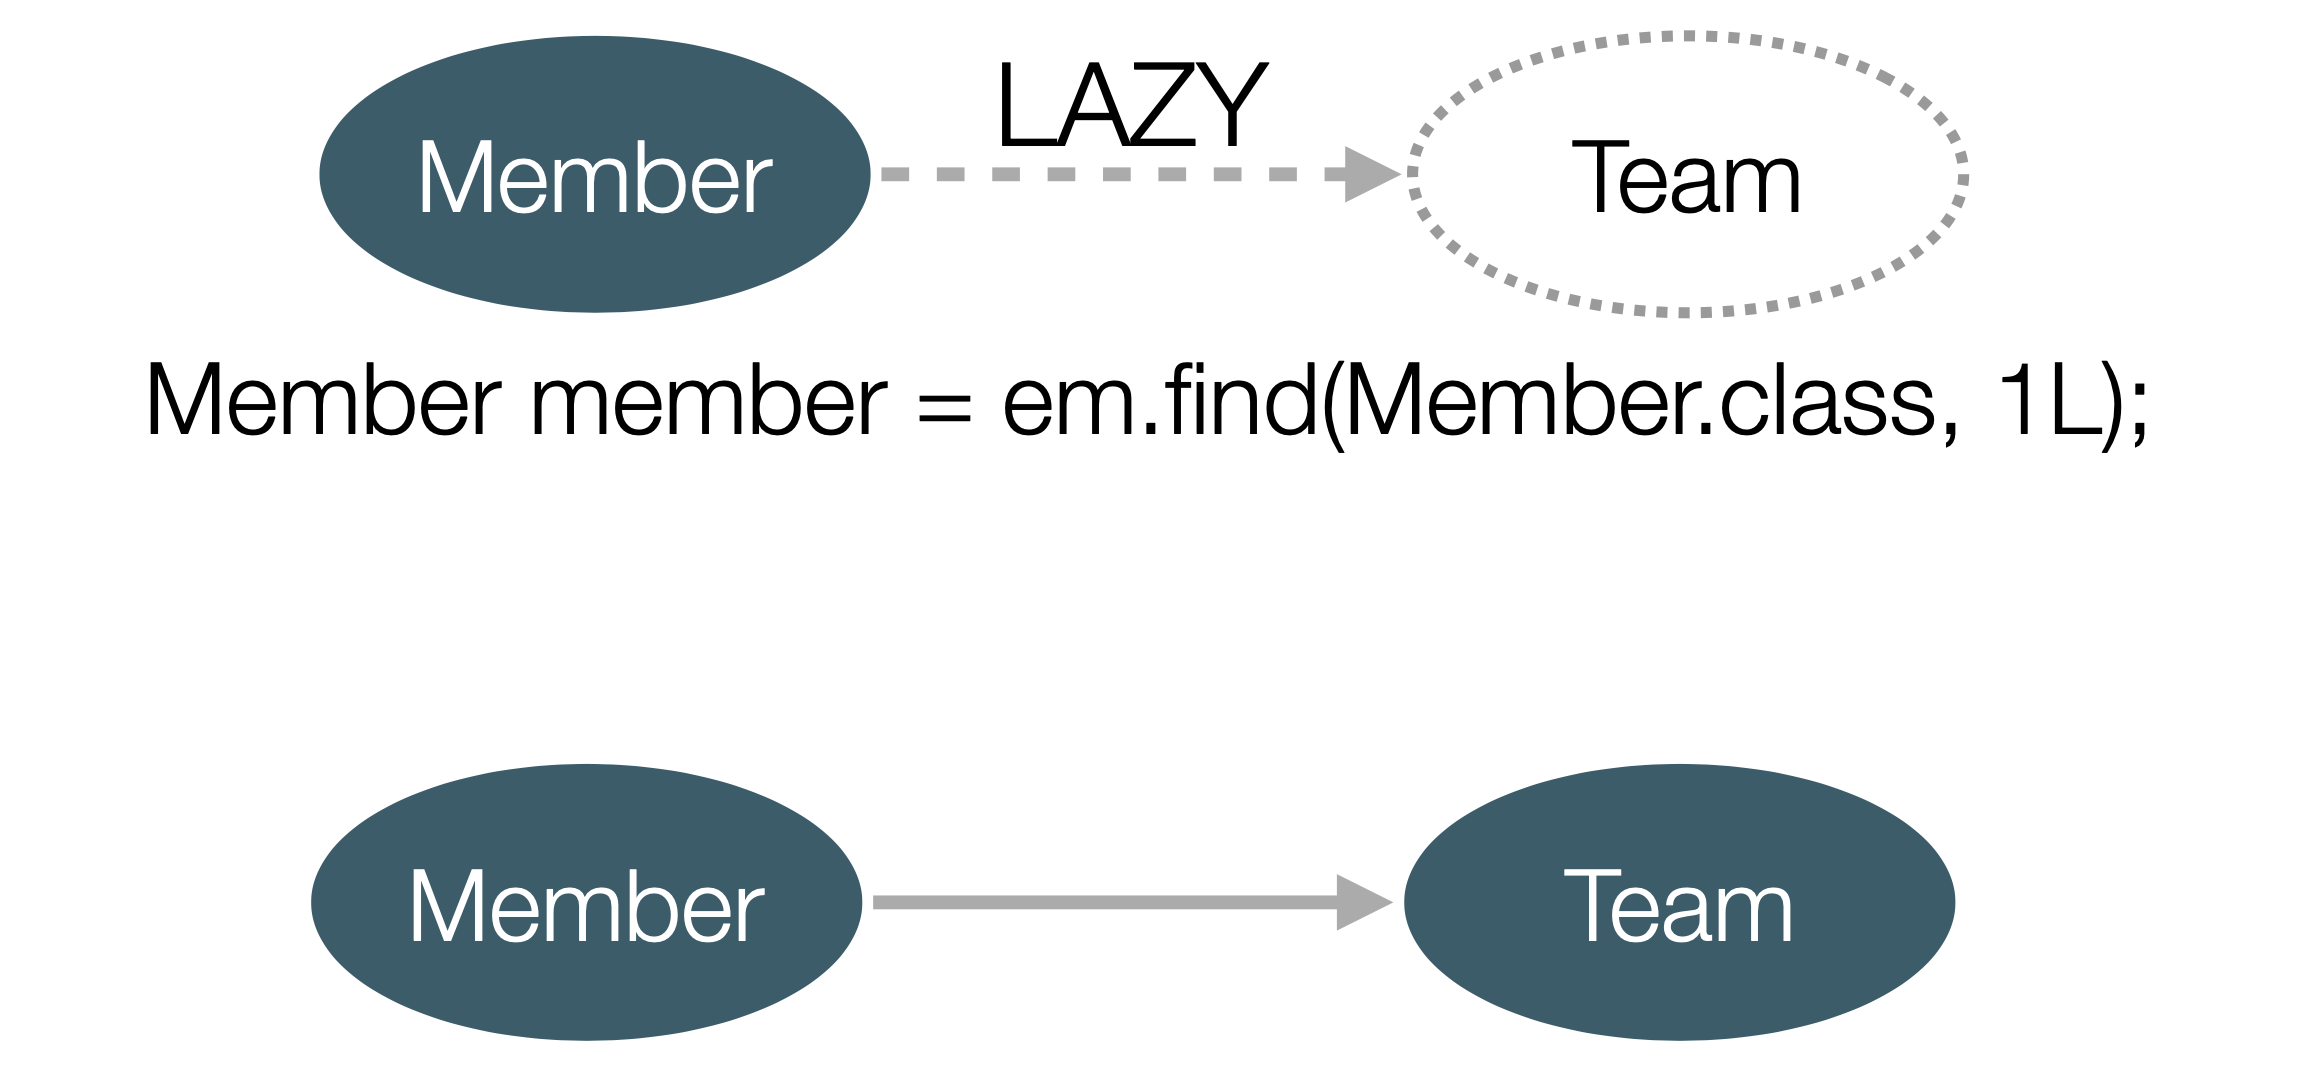 Member
LAZY
Team
Member member = em.find(Member.class, 1L);
Member
Team